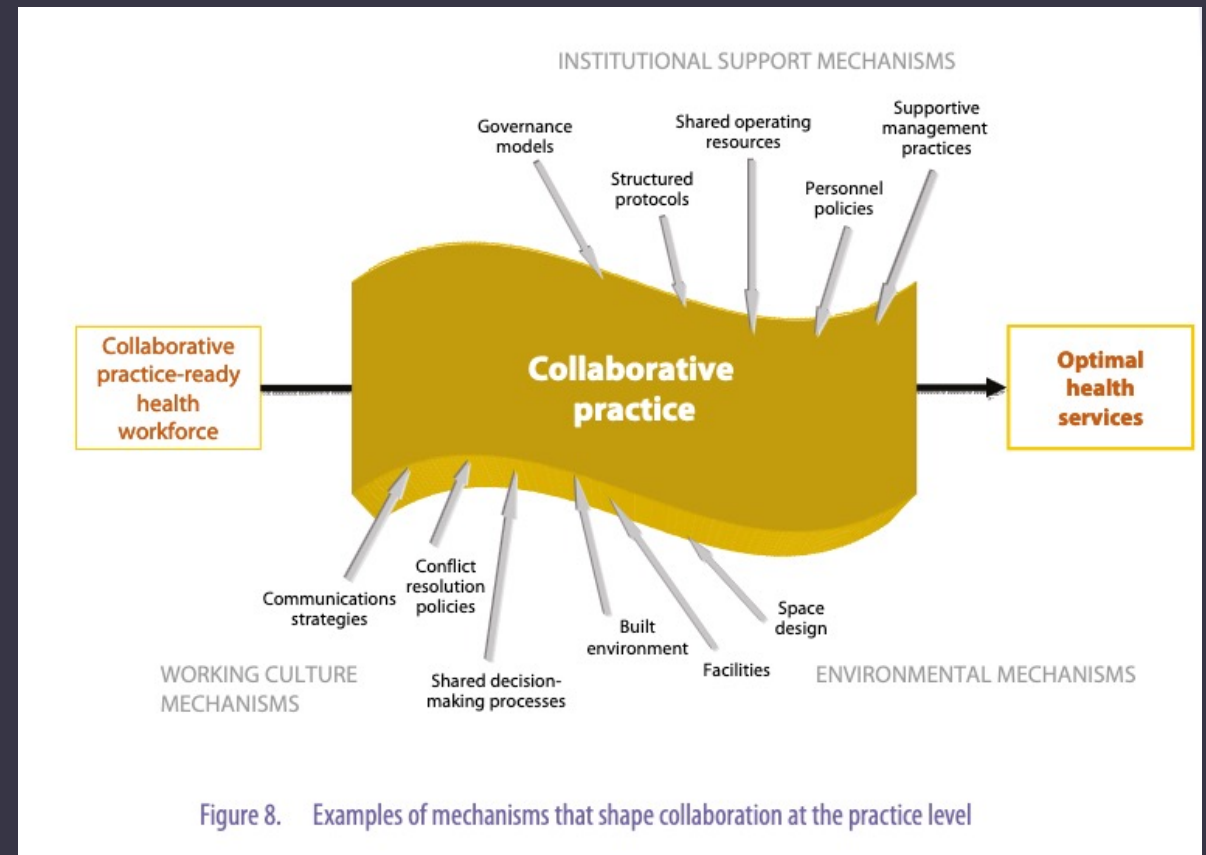 INSTITUTIONAL SUPPORT MECHANISMS
Governance
models
Structured
protocols
Shared operating
resources
Personnel
policies
Supportive
management
practices
Collaborative
practice-ready
health
workforce
Collaborative
practice
Optimal
health
services
Communications
strategies
Conflict
resolution
policies
Shared decision-
making processes
Built
environment
Facilities
Space
design
WORKING CULTURE
MECHANISMS
ENVIRONMENTAL MECHANISMS
Figure 8. Examples of mechanisms that shape collaboration at the practice level